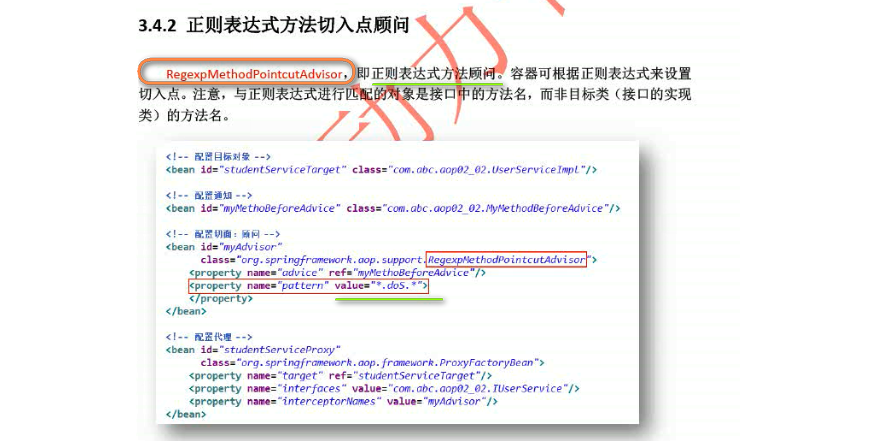 3.4.2 正则表达式方法切入点顾问
RegexpMethodPointcutAdvisor，即正则表达式方法顾问。容器可根据正则表达式来设置
切入点。注意，与正则表达式进行匹配的对象是接口中的方法名，而非目标类（接口的实现
类）的方法名。
<!-- 配置目标对象 -->
<bean id="studentServiceTarget" class="com.abc.aop02_02.UserServiceImpl"/>
<!-- 配置通知 -->
<bean id="myMethoBeforeAdvice" class="com.abc.aop02_02.MyMethodBeforeAdvice"/>
<!-- 配置切面：顾问 -->
<bean id="myAdvisor"
class="org.springframework.aop.support.RegexpMethodPointcutAdvisor">
<property name="advice" ref="myMethoBeforeAdvice"/>
<property name="pattern" value="*.doS.*">
</property>
</bean>
<!-- 配置代理 -->
<bean id="studentServiceProxy"
class="org.springframework.aop.framework.ProxyFactoryBean">
<property name="target" ref="studentServiceTarget"/>
<property name="interfaces" value="com.abc.aop02_02.IUserService"/>
<property name="interceptorNames" value="myAdvisor"/>
</bean>